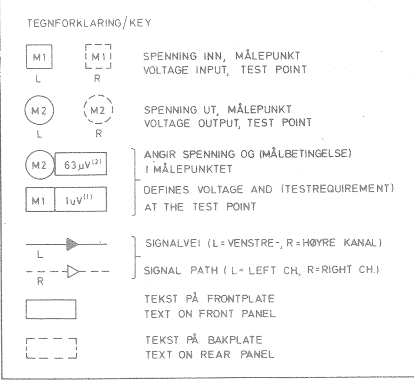 TEGNFORKLARING/KEY
M1 M1 SPENNING INN, MÅLEPUNKT
L R VOLTAGE INPUT, TEST POINT
M2 M2 SPENNING UT, MÅLEPUNKT
L R VOLTAGE OUTPUT, TEST POINT
M2 63µV(2) ANGIR SPENNING OG (MÅLBETINGELSE)
I MÅLEPUNKTET
M1 1uV(1) DEFINES VOLTAGE AND (TESTREQUIREMENT)
AT THE TEST POINT
L SIGNALVEI (L=VENSTRE-, R=HØYRE KANAL)
R SIGNAL PATH (L=LEFT CH, R=RIGHT CH.)
TEKST PÅ FRONTPLATE
TEXT ON FRONT PANEL
TEKST PÅ BAKPLATE
TEXT ON REAR PANEL